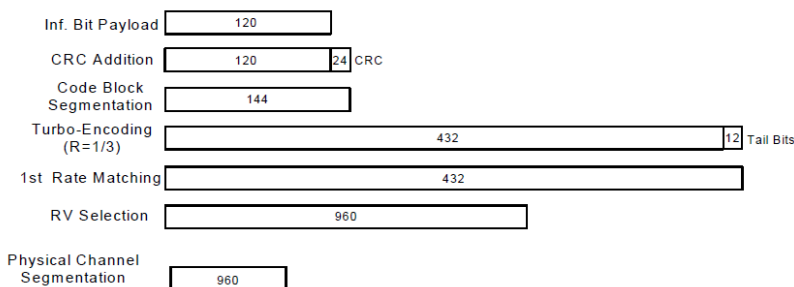 Inf. Bit Payload 120
CRC Addition 120 24 CRC
Code Block
Segmentation 144
Turbo-Encoding
(R=1/3) 432 12 Tail Bits
1st Rate Matching 432
RV Selection 960
Physical Channel
Segmentation 960